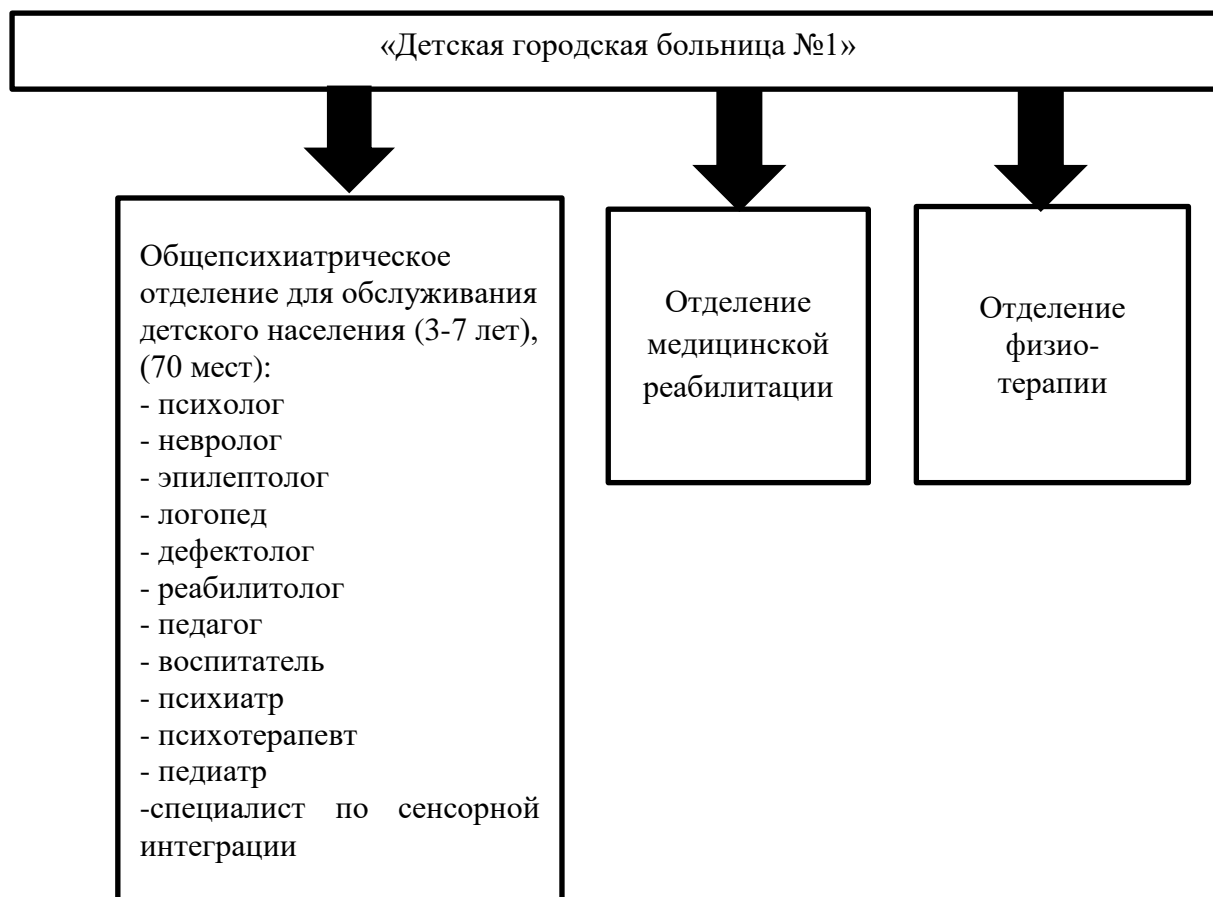 «Детская городская больница №1»
Общепсихиатрическое
отделение для обслуживания
детского населения (3-7 лет),
(70 мест):
- психолог
- невролог
- эпилептолог
- логопед
- дефектолог
- реабилитолог
- педагог
- воспитатель
- психиатр
- психотерапевт
- педиатр
-специалист по сенсорной
интеграции
Отделение
медицинской
реабилитации
Отделение
физио-
терапии